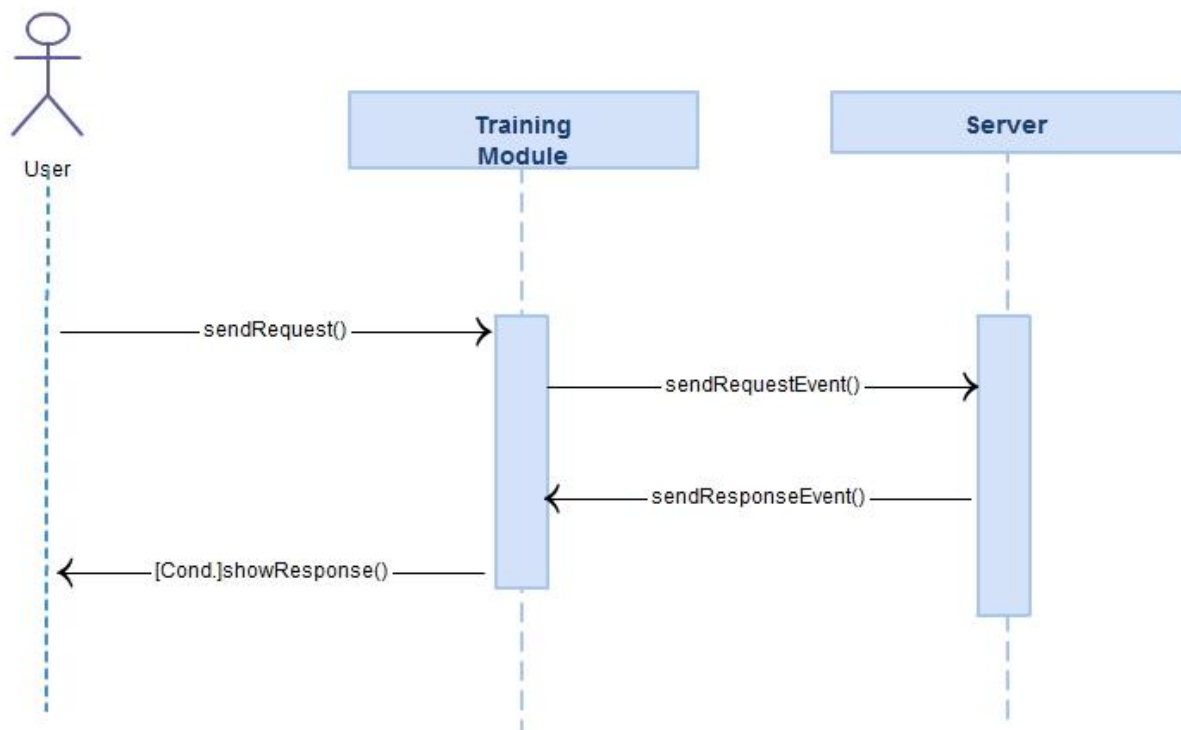 User
Training
Module
Server
sendRequest()
sendRequestEvent()
sendResponseEvent()
[Cond.]showResponse()